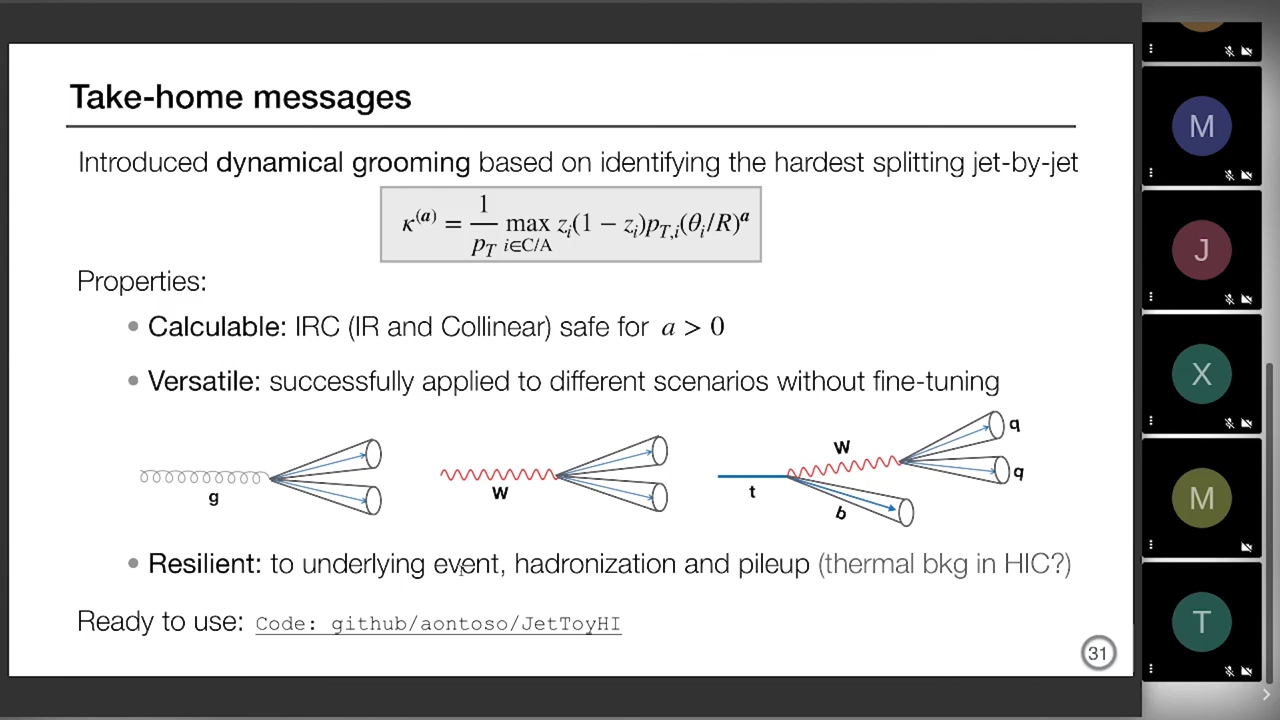 Take-home messages
Introduced dynamical grooming based on identifying the hardest splitting jet-by-jet
κ^(a) = 1/p_T max_{i∈C/A} z_i(1 − z_i)p_{T,i}(θ_i/R)^a
Properties:
• Calculable: IRC (IR and Collinear) safe for a > 0
• Versatile: successfully applied to different scenarios without fine-tuning
g
W
t
W
b
q
q
• Resilient: to underlying event, hadronization and pileup (thermal bkg in HIC?)
Ready to use: Code: github/aontoso/JetToyHI
31
M
J
X
M
T